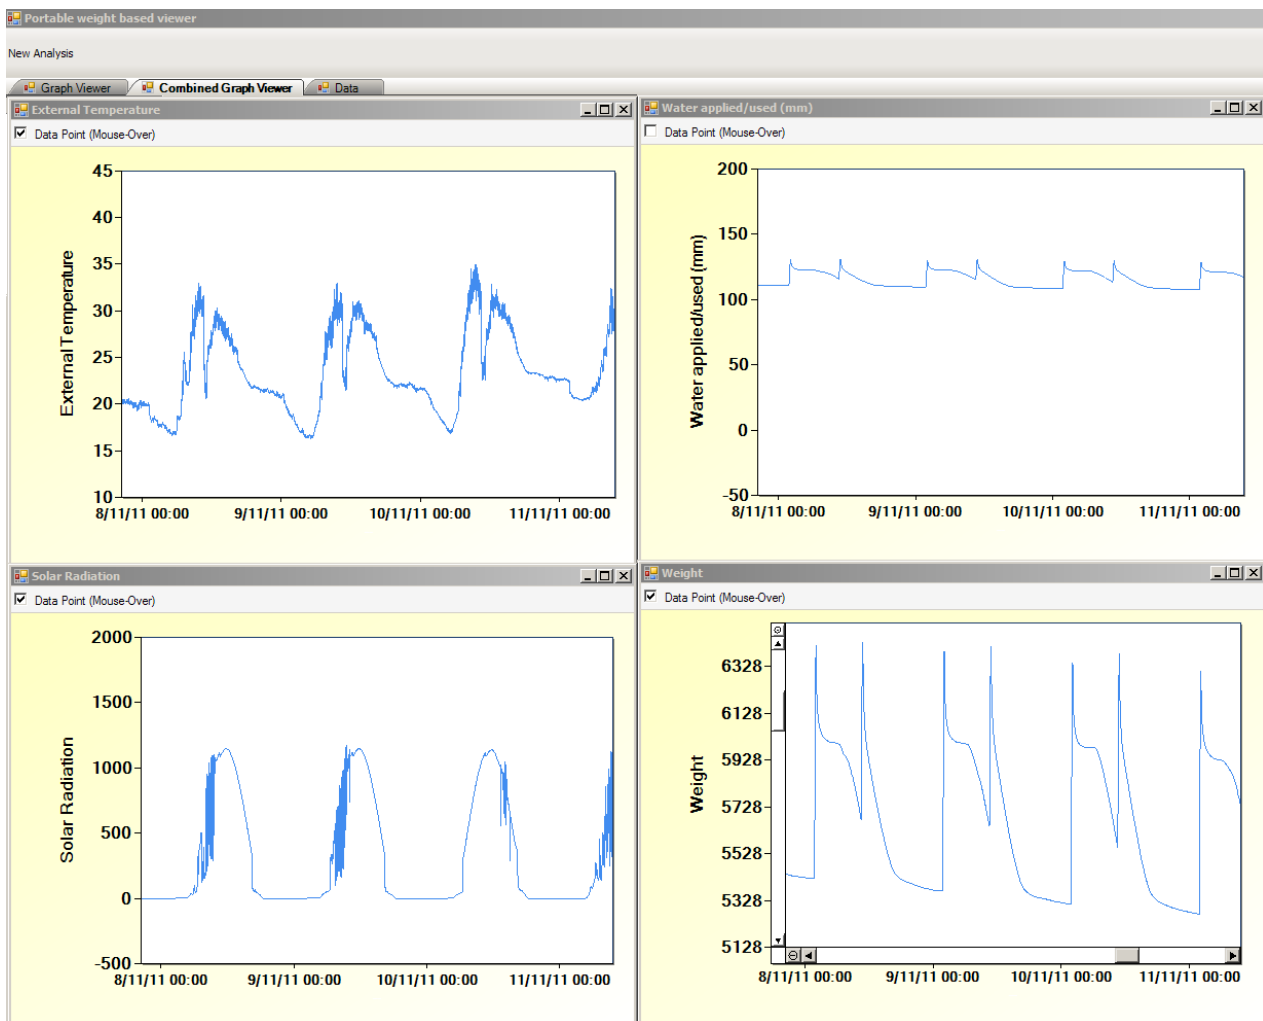 Portable weight based viewer
New Analysis
Graph Viewer
Combined Graph Viewer
Data
External Temperature
Data Point (Mouse-Over)
45
40
35
30
25
20
15
10
External Temperature
8/11/11 00:00
9/11/11 00:00
10/11/11 00:00
11/11/11 00:00
Water applied/used (mm)
Data Point (Mouse-Over)
200
150
100
50
0
-50
Water applied/used (mm)
8/11/11 00:00
9/11/11 00:00
10/11/11 00:00
11/11/11 00:00
Solar Radiation
Data Point (Mouse-Over)
2000
1500
1000
500
0
-500
Solar Radiation
8/11/11 00:00
9/11/11 00:00
10/11/11 00:00
11/11/11 00:00
Weight
Data Point (Mouse-Over)
6328
6128
5928
5728
5528
5328
5128
Weight
8/11/11 00:00
9/11/11 00:00
10/11/11 00:00
11/11/11 00:00